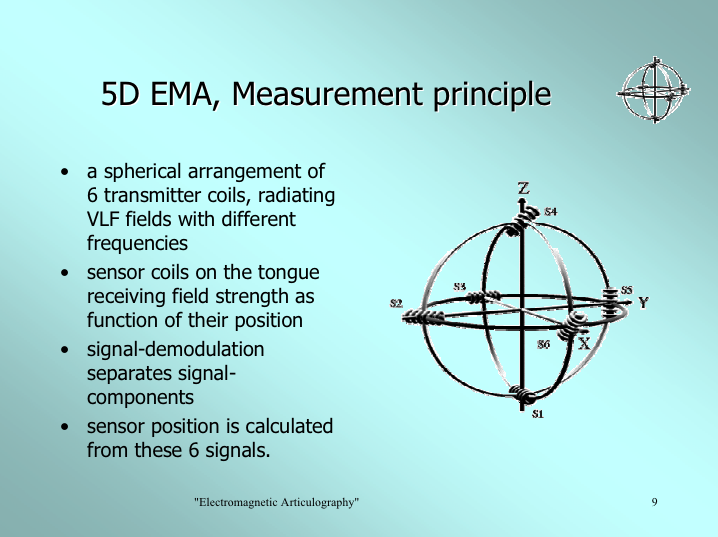 5D EMA, Measurement principle
• a spherical arrangement of
6 transmitter coils, radiating
VLF fields with different
frequencies
• sensor coils on the tongue
receiving field strength as
function of their position
• signal-demodulation
separates signal-
components
• sensor position is calculated
from these 6 signals.
Z
S4
S3
S5
S2
Y
S6
X
S1
"Electromagnetic Articulography"
9